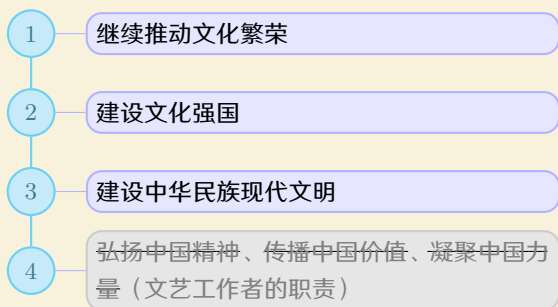 1 继续推动文化繁荣
2 建设文化强国
3 建设中华民族现代文明
4 弘扬中国精神、传播中国价值、凝聚中国力
量（文艺工作者的职责）